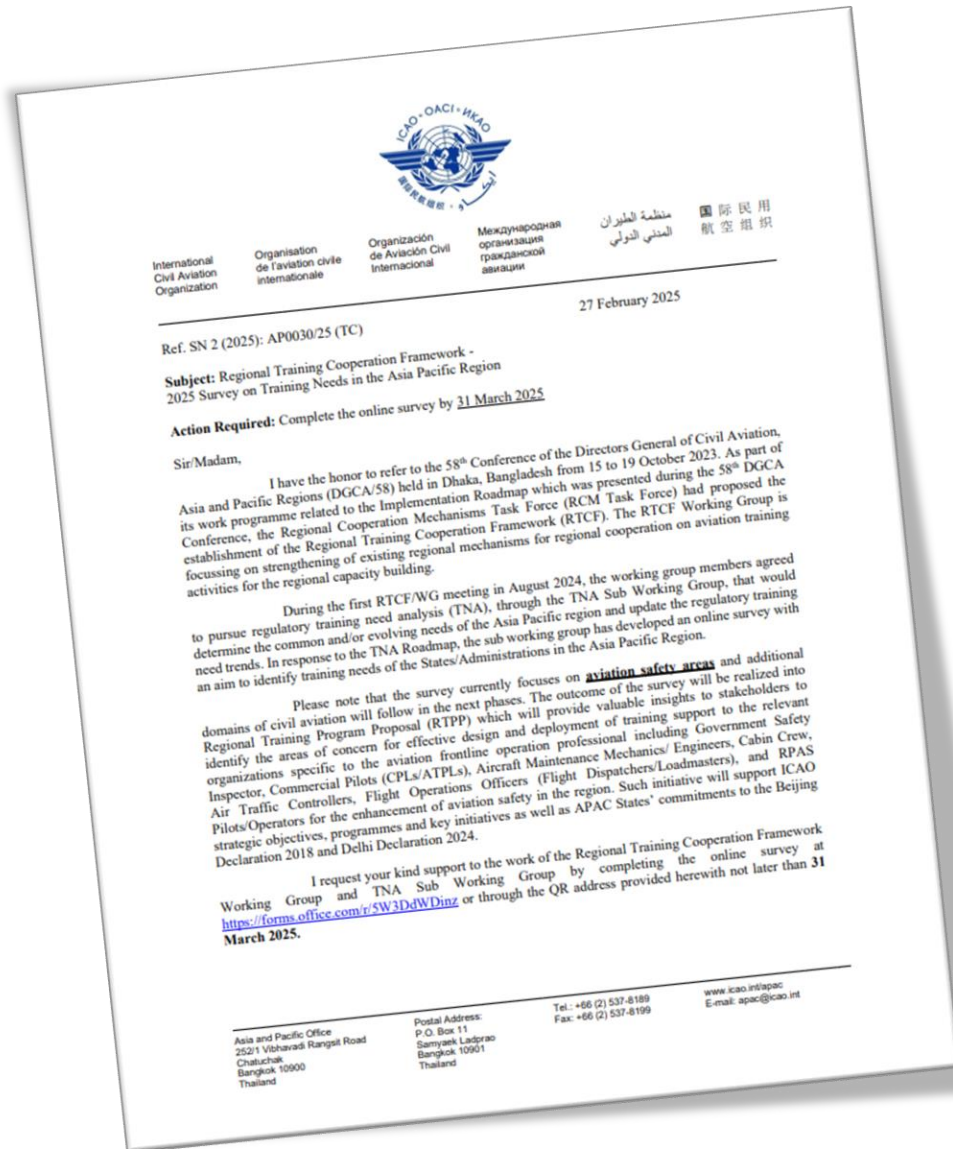 ICAO · OACI · ИКАО
国际民航组织 · ايكاو
International
Civil Aviation
Organization
Organisation
de l'aviation civile
internationale
Organización
de Aviación Civil
Internacional
Международная
организация
гражданской
авиации
منظمة الطيران
المدني الدولي
国 际 民 用
航 空 组 织
27 February 2025
Ref. SN 2 (2025): AP0030/25 (TC)
Subject: Regional Training Cooperation Framework -
2025 Survey on Training Needs in the Asia Pacific Region
Action Required: Complete the online survey by 31 March 2025
Sir/Madam,
I have the honor to refer to the 58th Conference of the Directors General of Civil Aviation,
Asia and Pacific Regions (DGCA/58) held in Dhaka, Bangladesh from 15 to 19 October 2023. As part of
its work programme related to the Implementation Roadmap which was presented during the 58th DGCA
Conference, the Regional Cooperation Mechanisms Task Force (RCM Task Force) had proposed the
establishment of the Regional Training Cooperation Framework (RTCF). The RTCF Working Group is
focussing on strengthening of existing regional mechanisms for regional cooperation on aviation training
activities for the regional capacity building.
During the first RTCF/WG meeting in August 2024, the working group members agreed
to pursue regulatory training need analysis (TNA), through the TNA Sub Working Group, that would
determine the common and/or evolving needs of the Asia Pacific region and update the regulatory training
need trends. In response to the TNA Roadmap, the sub working group has developed an online survey with
an aim to identify training needs of the States/Administrations in the Asia Pacific Region.
Please note that the survey currently focuses on aviation safety areas and additional
domains of civil aviation will follow in the next phases. The outcome of the survey will be realized into
Regional Training Program Proposal (RTPP) which will provide valuable insights to stakeholders to
identify the areas of concern for effective design and deployment of training support to the relevant
organizations specific to the aviation frontline operation professional including Government Safety
Inspector, Commercial Pilots (CPLs/ATPLs), Aircraft Maintenance Mechanics/ Engineers, Cabin Crew,
Air Traffic Controllers, Flight Operations Officers (Flight Dispatchers/Loadmasters), and RPAS
Pilots/Operators for the enhancement of aviation safety in the region. Such initiative will support ICAO
strategic objectives, programmes and key initiatives as well as APAC States' commitments to the Beijing
Declaration 2018 and Delhi Declaration 2024.
I request your kind support to the work of the Regional Training Cooperation Framework
Working Group and TNA Sub Working Group by completing the online survey at
https://forms.office.com/r/5W3DdWDinz or through the QR address provided herewith not later than 31
March 2025.
Asia and Pacific Office
252/1 Vibhavadi Rangsit Road
Chatuchak
Bangkok 10900
Thailand
Postal Address:
P.O. Box 11
Samyaek Ladprao
Bangkok 10901
Thailand
Tel.: +66 (2) 537-8189
Fax: +66 (2) 537-8199
www.icao.int/apac
E-mail: apac@icao.int